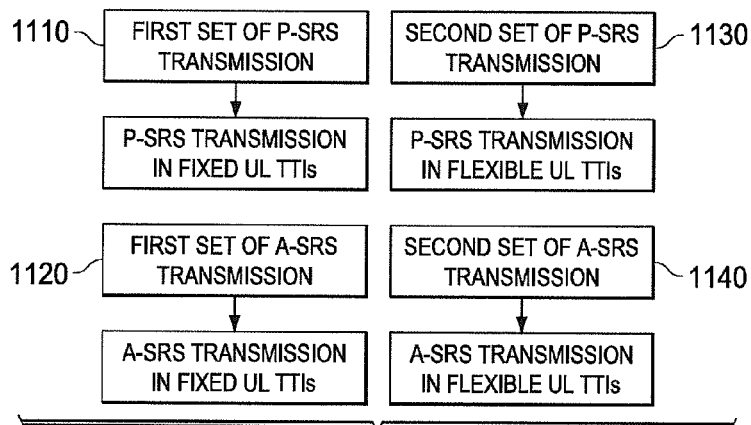 1110
FIRST SET OF P-SRS
TRANSMISSION
P-SRS TRANSMISSION
IN FIXED UL TTIs
SECOND SET OF P-SRS
TRANSMISSION
1130
P-SRS TRANSMISSION
IN FLEXIBLE UL TTIs
1120
FIRST SET OF A-SRS
TRANSMISSION
A-SRS TRANSMISSION
IN FIXED UL TTIs
SECOND SET OF A-SRS
TRANSMISSION
1140
A-SRS TRANSMISSION
IN FLEXIBLE UL TTIs